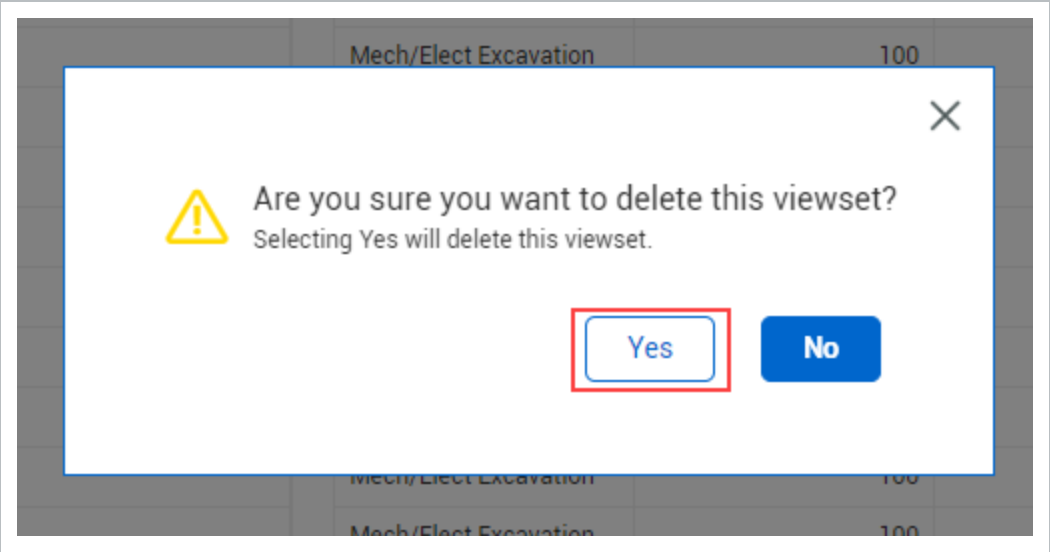 Mech/Elect Excavation 100
Are you sure you want to delete this viewset?
Selecting Yes will delete this viewset.
Yes No
Mech/Elect Excavation 100
Mech/Elect Excavation 100